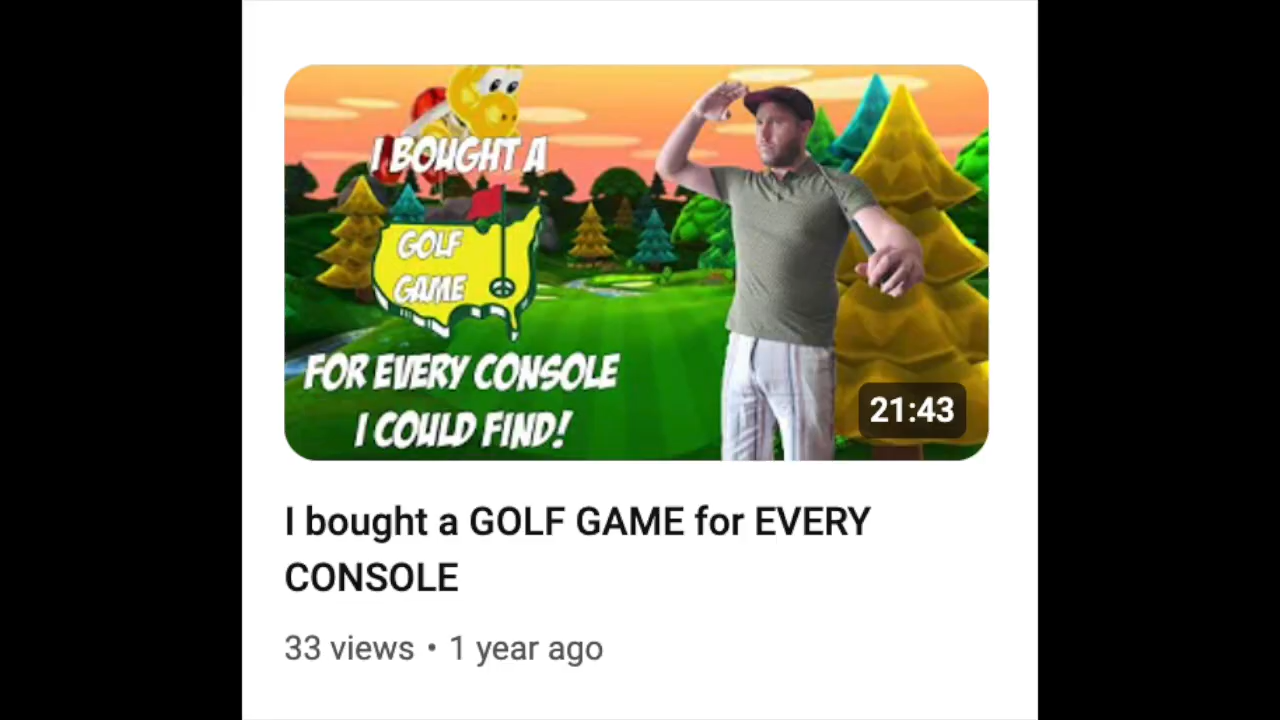 I BOUGHT A
GOLF
GAME
FOR EVERY CONSOLE
I COULD FIND!
21:43
I bought a GOLF GAME for EVERY
CONSOLE
33 views • 1 year ago